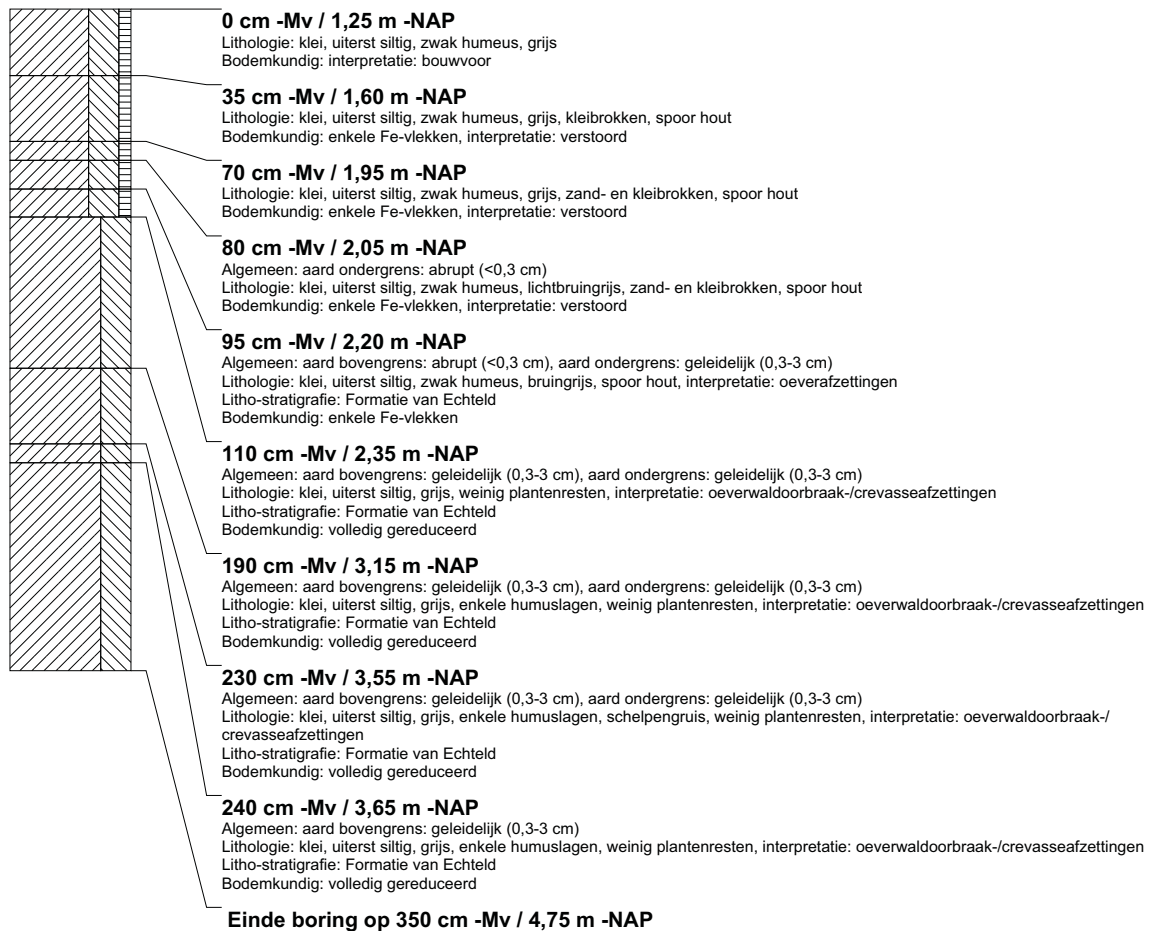 0 cm -Mv / 1,25 m -NAP
Lithologie: klei, uiterst siltig, zwak humeus, grijs
Bodemkundig: interpretatie: bouwvoor
35 cm -Mv / 1,60 m -NAP
Lithologie: klei, uiterst siltig, zwak humeus, grijs, kleibrokken, spoor hout
Bodemkundig: enkele Fe-vlekken, interpretatie: verstoord
70 cm -Mv / 1,95 m -NAP
Lithologie: klei, uiterst siltig, zwak humeus, grijs, zand- en kleibrokken, spoor hout
Bodemkundig: enkele Fe-vlekken, interpretatie: verstoord
80 cm -Mv / 2,05 m -NAP
Algemeen: aard ondergrens: abrupt (<0,3 cm)
Lithologie: klei, uiterst siltig, zwak humeus, lichtbruingrijs, zand- en kleibrokken, spoor hout
Bodemkundig: enkele Fe-vlekken, interpretatie: verstoord
95 cm -Mv / 2,20 m -NAP
Algemeen: aard bovengrens: abrupt (<0,3 cm), aard ondergrens: geleidelijk (0,3-3 cm)
Lithologie: klei, uiterst siltig, zwak humeus, bruingrijs, spoor hout, interpretatie: oeverafzettingen
Litho-stratigrafie: Formatie van Echteld
Bodemkundig: enkele Fe-vlekken
110 cm -Mv / 2,35 m -NAP
Algemeen: aard bovengrens: geleidelijk (0,3-3 cm), aard ondergrens: geleidelijk (0,3-3 cm)
Lithologie: klei, uiterst siltig, grijs, weinig plantenresten, interpretatie: oeverwaldoorbraak-/crevasseafzettingen
Litho-stratigrafie: Formatie van Echteld
Bodemkundig: volledig gereduceerd
190 cm -Mv / 3,15 m -NAP
Algemeen: aard bovengrens: geleidelijk (0,3-3 cm), aard ondergrens: geleidelijk (0,3-3 cm)
Lithologie: klei, uiterst siltig, grijs, enkele humuslagen, weinig plantenresten, interpretatie: oeverwaldoorbraak-/crevasseafzettingen
Litho-stratigrafie: Formatie van Echteld
Bodemkundig: volledig gereduceerd
230 cm -Mv / 3,55 m -NAP
Algemeen: aard bovengrens: geleidelijk (0,3-3 cm), aard ondergrens: geleidelijk (0,3-3 cm)
Lithologie: klei, uiterst siltig, grijs, enkele humuslagen, schelpengruis, weinig plantenresten, interpretatie: oeverwaldoorbraak-/
crevasseafzettingen
Litho-stratigrafie: Formatie van Echteld
Bodemkundig: volledig gereduceerd
240 cm -Mv / 3,65 m -NAP
Algemeen: aard bovengrens: geleidelijk (0,3-3 cm)
Lithologie: klei, uiterst siltig, grijs, enkele humuslagen, weinig plantenresten, interpretatie: oeverwaldoorbraak-/crevasseafzettingen
Litho-stratigrafie: Formatie van Echteld
Bodemkundig: volledig gereduceerd
Einde boring op 350 cm -Mv / 4,75 m -NAP